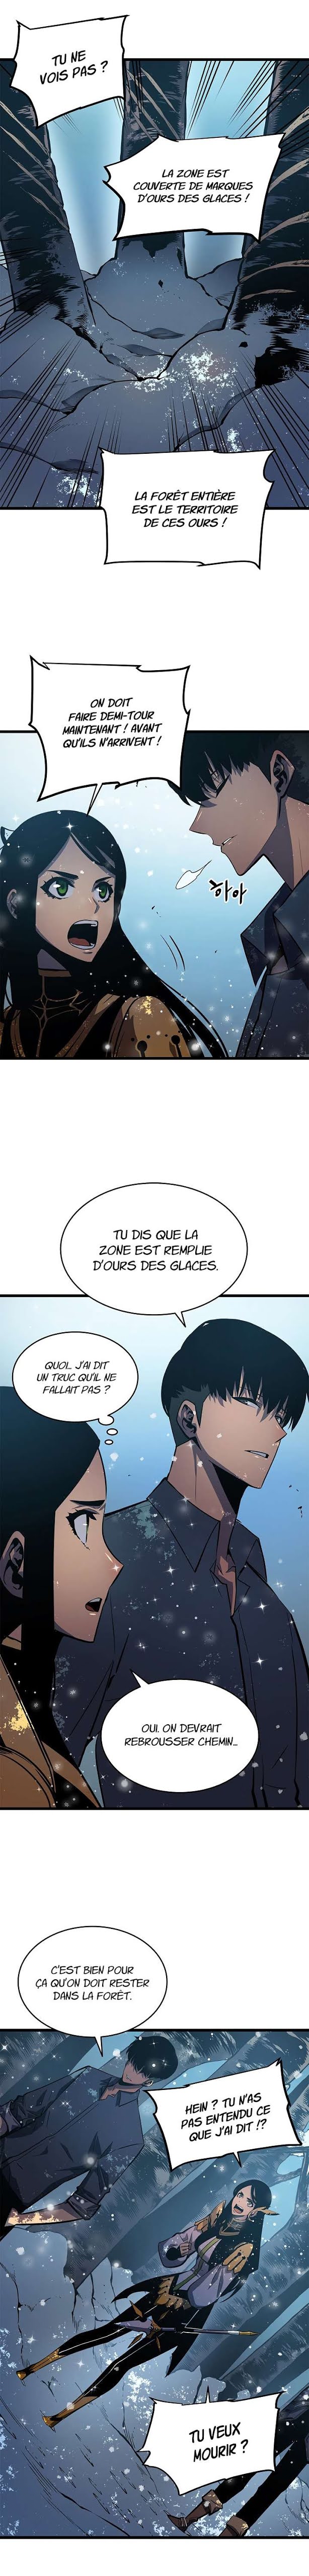 TU NE
VOIS PAS ?
LA ZONE EST
COUVERTE DE MARQUES
D'OURS DES GLACES !
LA FORÊT ENTIÈRE
EST LE TERRITOIRE
DE CES OURS !
ON DOIT
FAIRE DEMI-TOUR
MAINTENANT ! AVANT
QU'ILS N'ARRIVENT !
하아
TU DIS QUE LA
ZONE EST REMPLIE
D'OURS DES GLACES.
QUOI... J'AI DIT
UN TRUC QU'IL NE
FALLAIT PAS ?
OUI. ON DEVRAIT
REBROUSSER CHEMIN...
C'EST BIEN POUR
ÇA QU'ON DOIT RESTER
DANS LA FORÊT.
HEIN ? TU N'AS
PAS ENTENDU CE
QUE J'AI DIT !?
TU VEUX
MOURIR ?